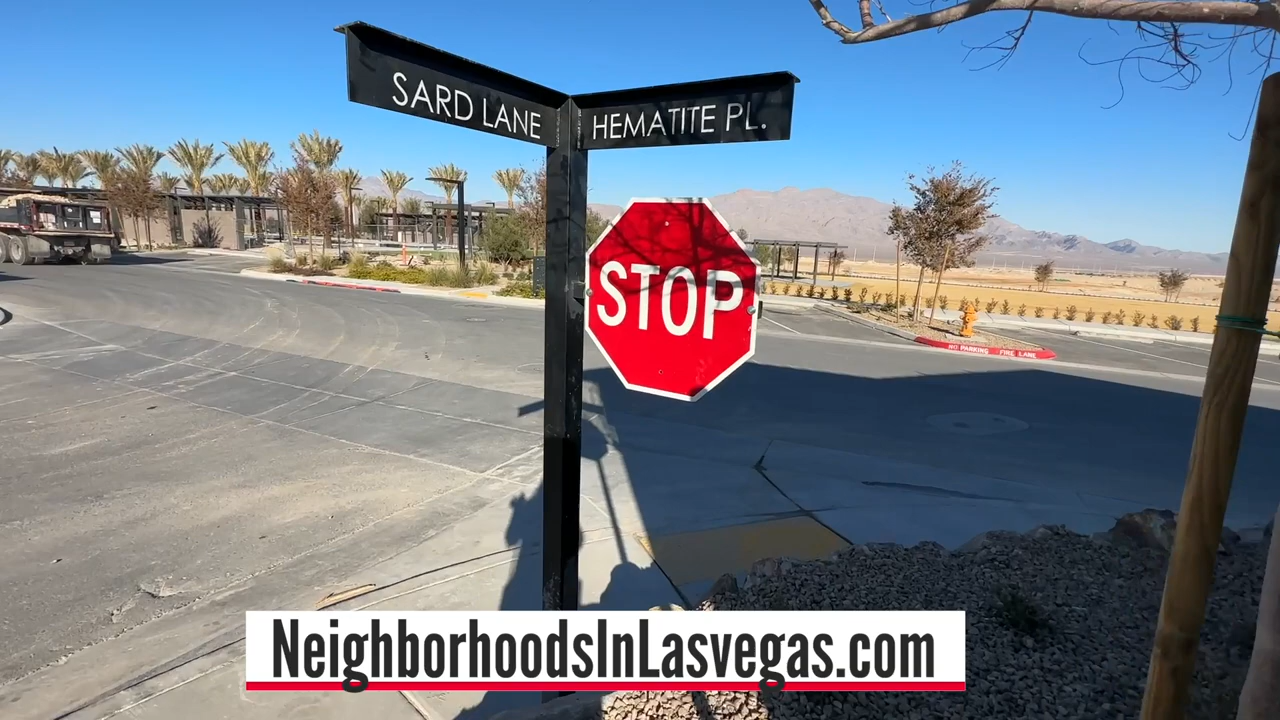 SARD LANE
HEMATITE PL.
STOP
NO PARKING FIRE LANE
NeighborhoodsInLasvegas.com